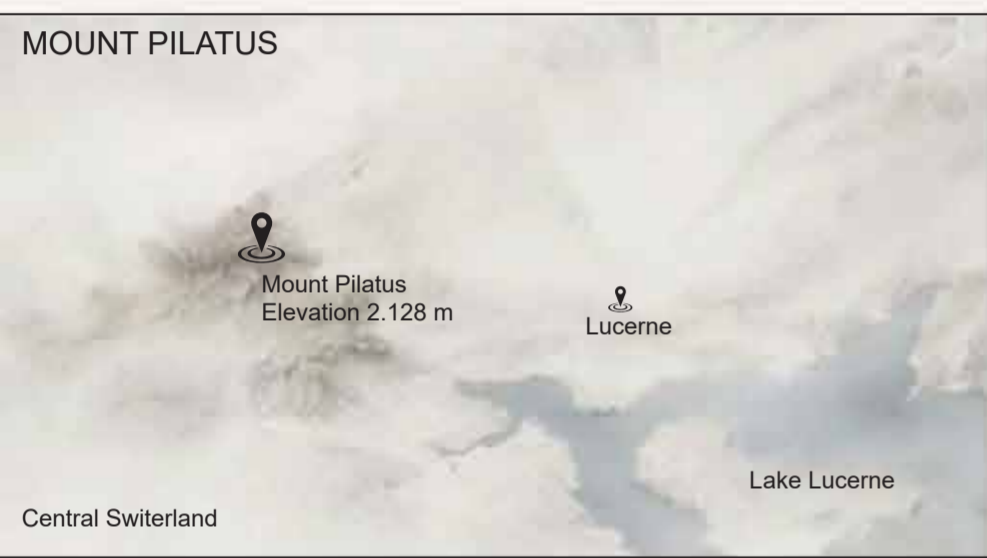 MOUNT PILATUS
Mount Pilatus
Elevation 2.128 m
Lucerne
Lake Lucerne
Central Switerland